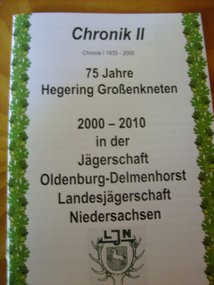 Chronik II
Chronik I 1935 - 2000
75 Jahre
Hegering Großenkneten
2000 – 2010
in der
Jägerschaft
Oldenburg-Delmenhorst
Landesjägerschaft
Niedersachsen
LJN